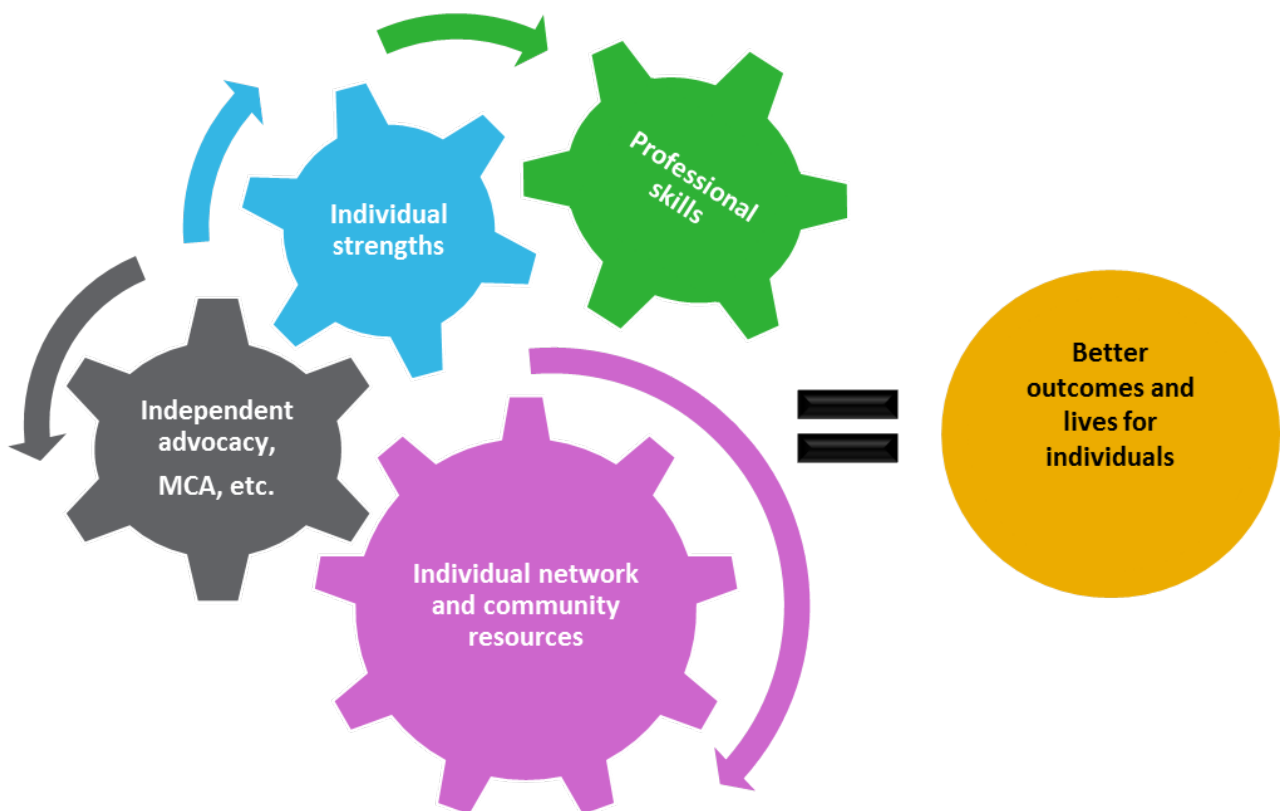 Professional
skills
Individual
strengths
Independent
advocacy,
MCA, etc.
Individual network
and community
resources
Better
outcomes and
lives for
individuals